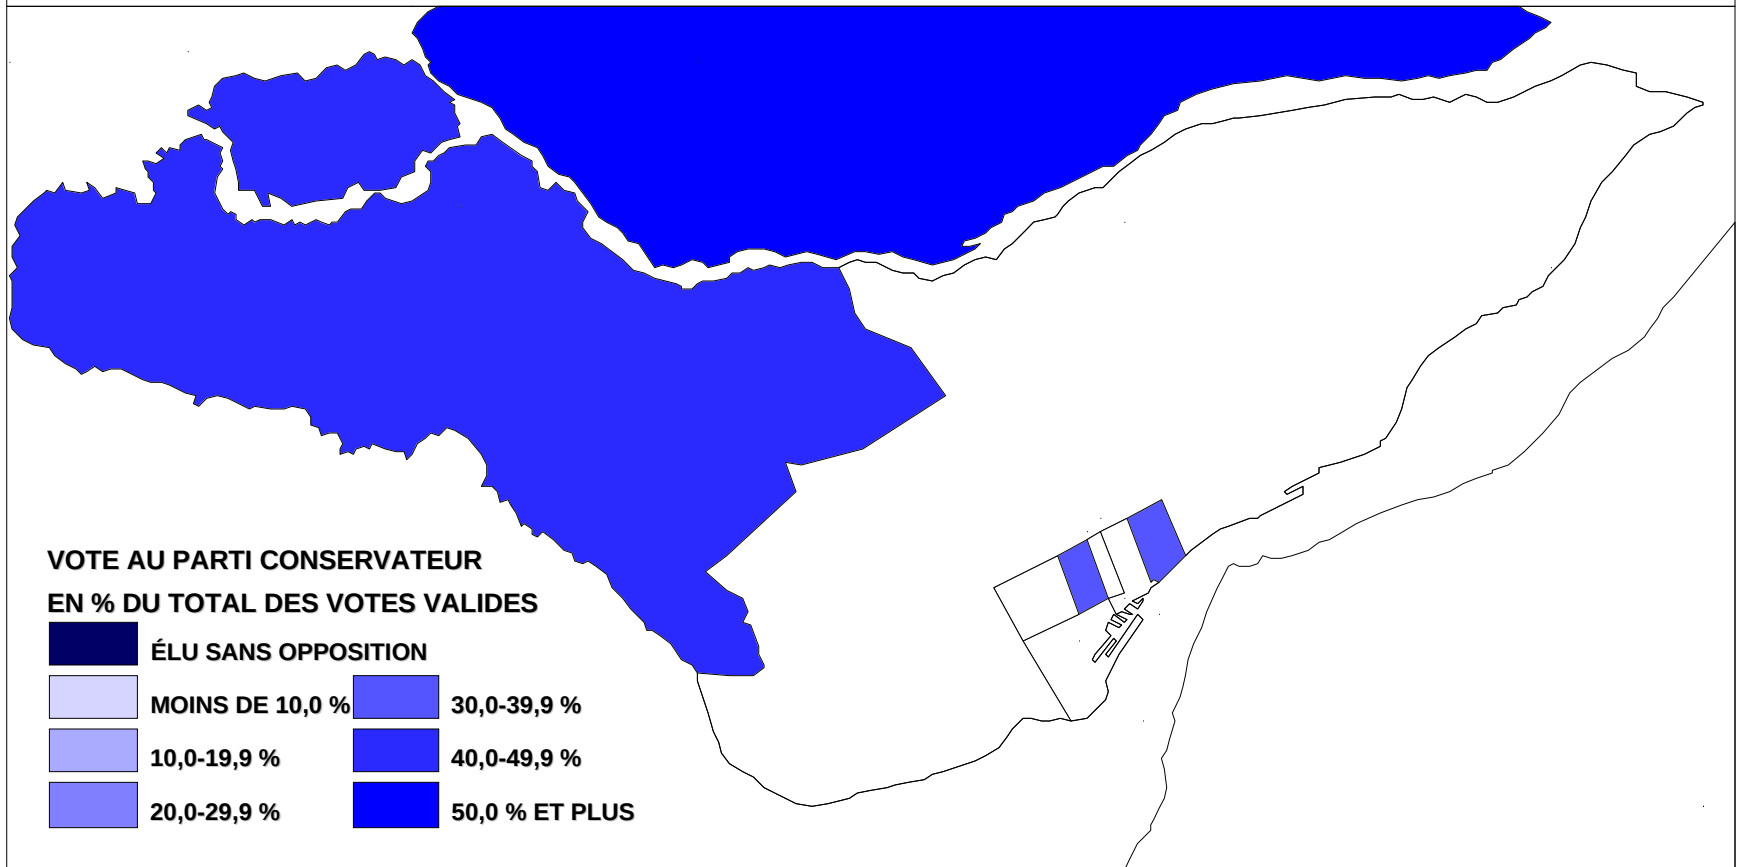 VOTE AU PARTI CONSERVATEUR
EN % DU TOTAL DES VOTES VALIDES
ÉLU SANS OPPOSITION
MOINS DE 10,0 %
10,0-19,9 %
20,0-29,9 %
30,0-39,9 %
40,0-49,9 %
50,0 % ET PLUS